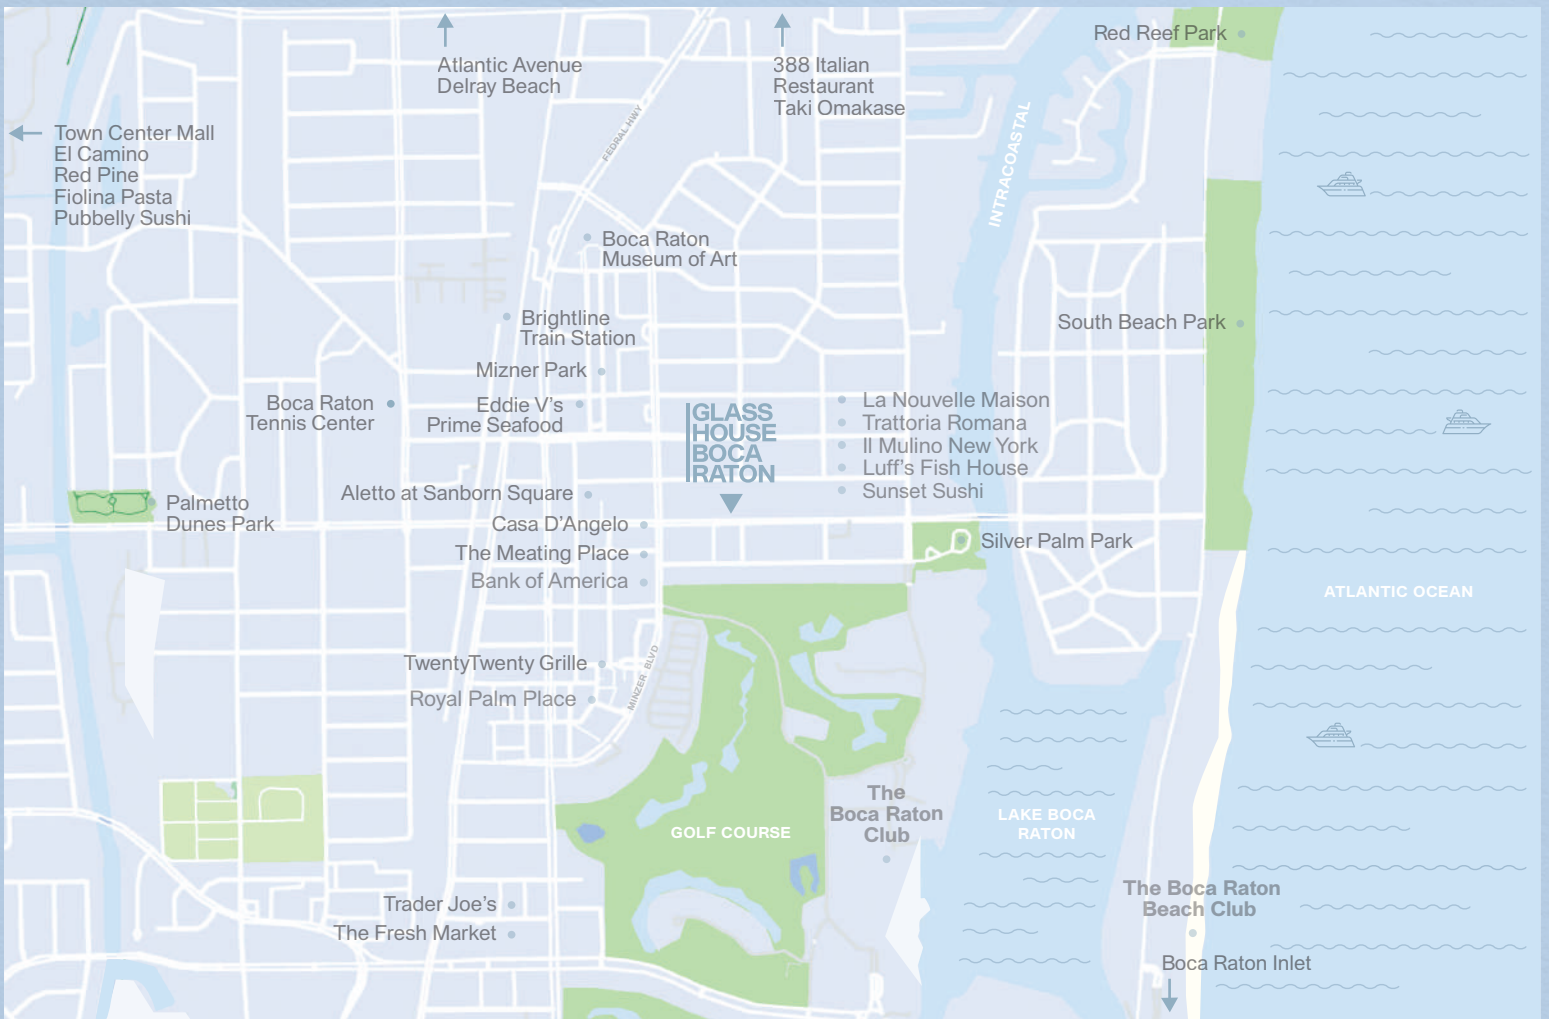 Red Reef Park
Atlantic Avenue
Delray Beach
388 Italian
Restaurant
Taki Omakase
Town Center Mall
El Camino
Red Pine
Fiolina Pasta
Pubbelly Sushi
FEDRAL HWY
INTRACOASTAL
Boca Raton
Museum of Art
Brightline
Train Station
South Beach Park
Mizner Park
Boca Raton
Tennis Center
Eddie V's
Prime Seafood
GLASS
HOUSE
BOCA
RATON
La Nouvelle Maison
Trattoria Romana
Il Mulino New York
Luff's Fish House
Sunset Sushi
Aletto at Sanborn Square
Palmetto
Dunes Park
Casa D'Angelo
The Meating Place
Bank of America
Silver Palm Park
ATLANTIC OCEAN
TwentyTwenty Grille
Royal Palm Place
MINZER BLVD
The
Boca Raton
Club
GOLF COURSE
LAKE BOCA
RATON
The Boca Raton
Beach Club
Trader Joe's
The Fresh Market
Boca Raton Inlet